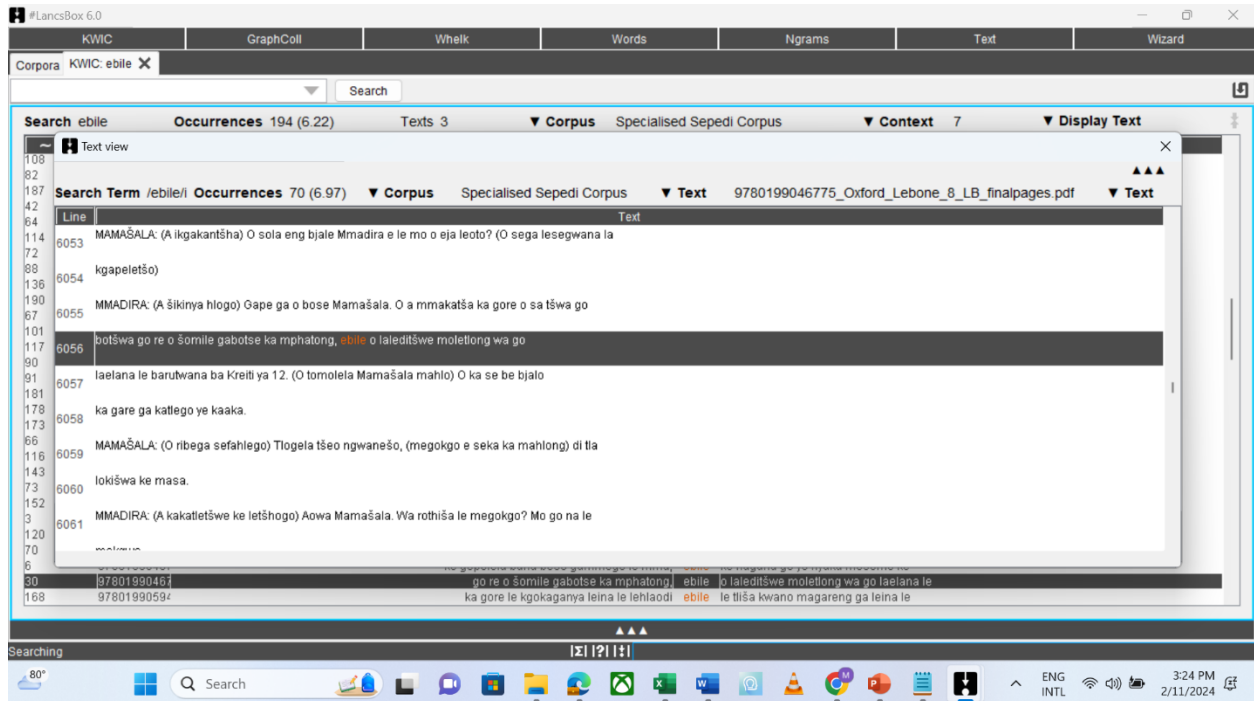 #LancsBox 6.0
KWIC GraphColl Whelk Words Ngrams Text Wizard
Corpora KWIC: ebile
Search
Search ebile Occurrences 194 (6.22) Texts 3 ▼ Corpus Specialised Sepedi Corpus ▼ Context 7 ▼ Display Text
Text view
Search Term /ebile/i Occurrences 70 (6.97) ▼ Corpus Specialised Sepedi Corpus ▼ Text 9780199046775_Oxford_Lebone_8_LB_finalpages.pdf ▼ Text
Line Text
6053 MAMAŠALA: (A ikgakantšha) O sola eng bjale Mmadira e le mo o eja leoto? (O sega lesegwana la
6054 kgapeletšo)
6055 MMADIRA: (A šikinya hlogo) Gape ga o bose Mamašala. O a mmakatša ka gore o sa tšwa go
6056 botšwa go re o šomile gabotse ka mphatong, ebile o laleditšwe moletlong wa go
6057 laelana le barutwana ba Kreiti ya 12. (O tomolela Mamašala mahlo) O ka se be bjalo
6058 ka gare ga katlego ye kaaka.
6059 MAMAŠALA: (O ribega sefahlego) Tlogela tšeo ngwanešo, (megokgo e seka ka mahlong) di tla
6060 lokišwa ke masa.
6061 MMADIRA: (A kakatletšwe ke letšhogo) Aowa Mamašala. Wa rothiša le megokgo? Mo go na le
108
82
187
42
64
114
72
88
136
190
67
101
117
90
91
181
178
173
66
116
143
73
152
3
120
70
6
30 97801990467 go re o šomile gabotse ka mphatong, ebile o laleditšwe moletlong wa go laelana le
168 9780199059 ka gore le kgokaganya leina le lehlaodi ebile le tliša kwano magareng ga leina le
Searching
80°
Search
ENG
INTL
3:24 PM
2/11/2024